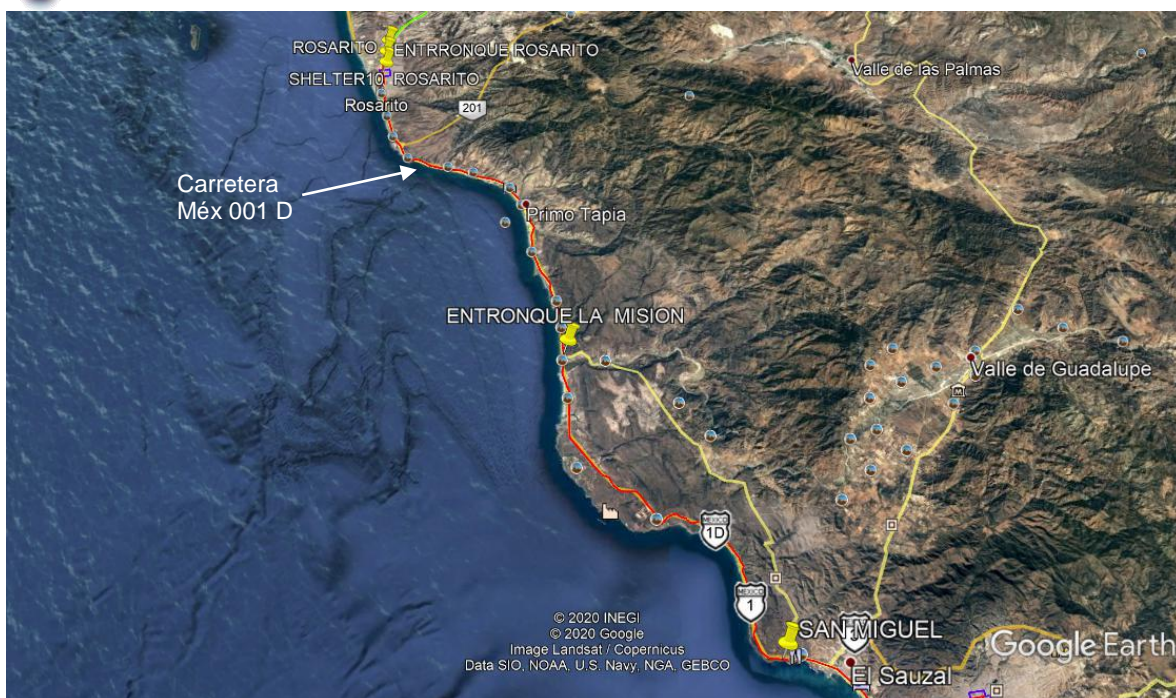 ROSARITO
ENTRRONQUE ROSARITO
Valle de las Palmas
SHELTER10 ROSARITO
Rosarito
201
Carretera
Méx 001 D
Primo Tapia
ENTRONQUE LA MISION
Valle de Guadalupe
MEXICO
1D
MEXICO
1
© 2020 INEGI
© 2020 Google
Image Landsat / Copernicus
Data SIO, NOAA, U.S. Navy, NGA, GEBCO
SAN MIGUEL
Google Earth
El Sauzal